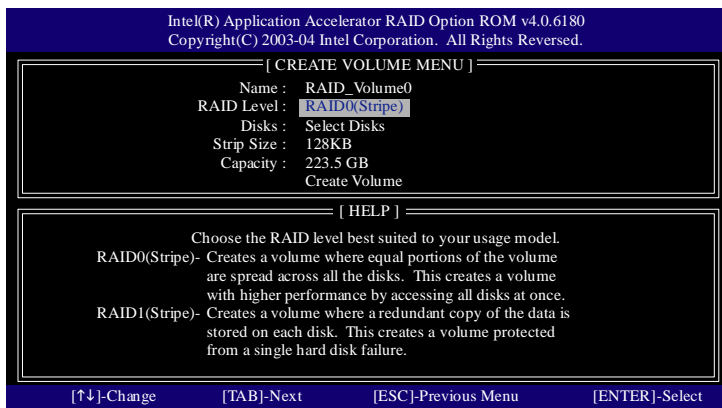 Intel(R) Application Accelerator RAID Option ROM v4.0.6180
Copyright(C) 2003-04 Intel Corporation. All Rights Reversed.
[ CREATE VOLUME MENU ]
Name : RAID_Volume0
RAID Level : RAID0(Stripe)
Disks : Select Disks
Strip Size : 128KB
Capacity : 223.5 GB
Create Volume
[ HELP ]
Choose the RAID level best suited to your usage model.
RAID0(Stripe)- Creates a volume where equal portions of the volume
are spread across all the disks. This creates a volume
with higher performance by accessing all disks at once.
RAID1(Stripe)- Creates a volume where a redundant copy of the data is
stored on each disk. This creates a volume protected
from a single hard disk failure.
[↑↓]-Change [TAB]-Next [ESC]-Previous Menu [ENTER]-Select